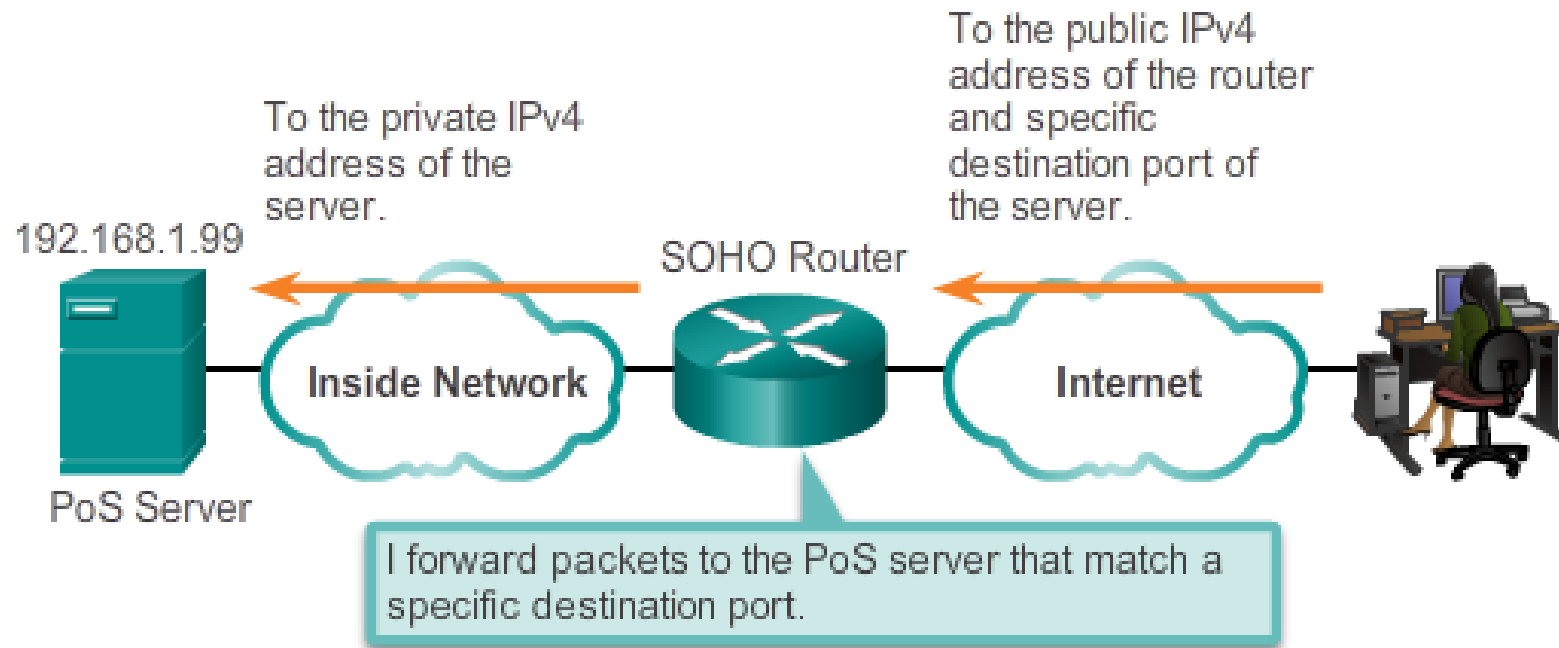 To the public IPv4
address of the router
and specific
destination port of
the server.
To the private IPv4
address of the
server.
192.168.1.99
SOHO Router
Inside Network
Internet
PoS Server
I forward packets to the PoS server that match a
specific destination port.